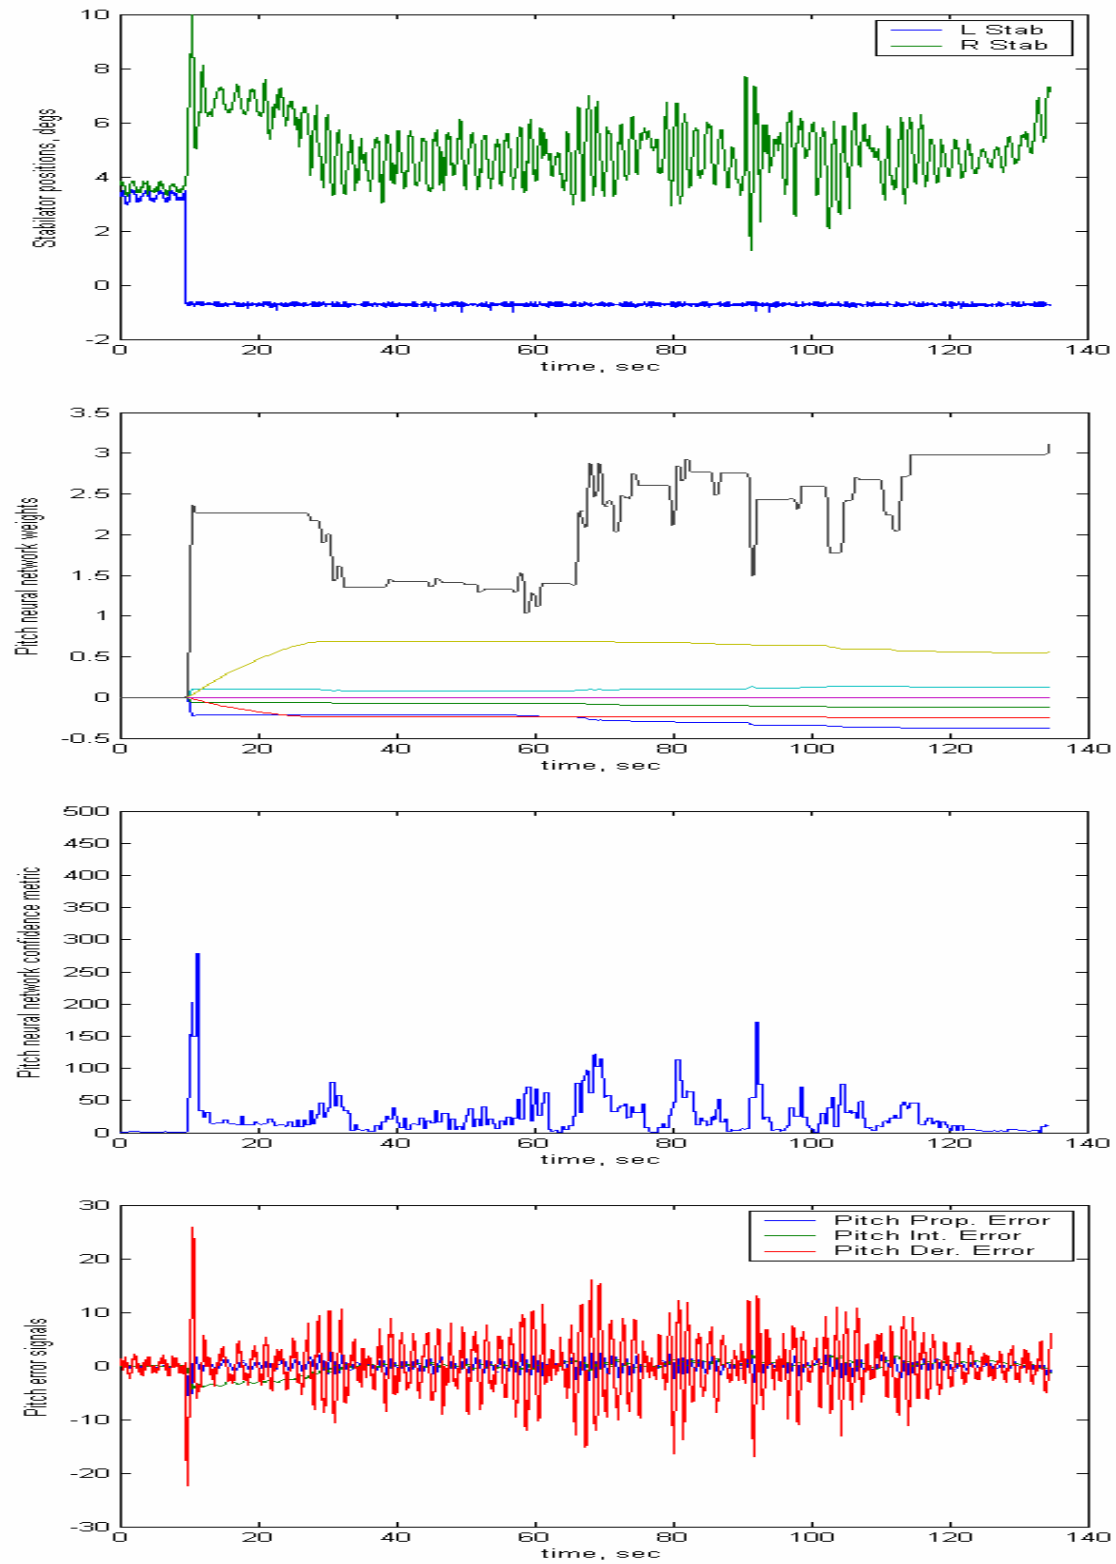 10
8
6
4
2
0
-2
Stabilator positions, degs
L Stab
R Stab
0 20 40 60 80 100 120 140
time, sec
3.5
3
2.5
2
1.5
1
0.5
0
-0.5
Pitch neural network weights
0 20 40 60 80 100 120 140
time, sec
500
450
400
350
300
250
200
150
100
50
0
Pitch neural network confidence metric
0 20 40 60 80 100 120 140
time, sec
30
20
10
0
-10
-20
-30
Pitch error signals
Pitch Prop. Error
Pitch Int. Error
Pitch Der. Error
0 20 40 60 80 100 120 140
time, sec